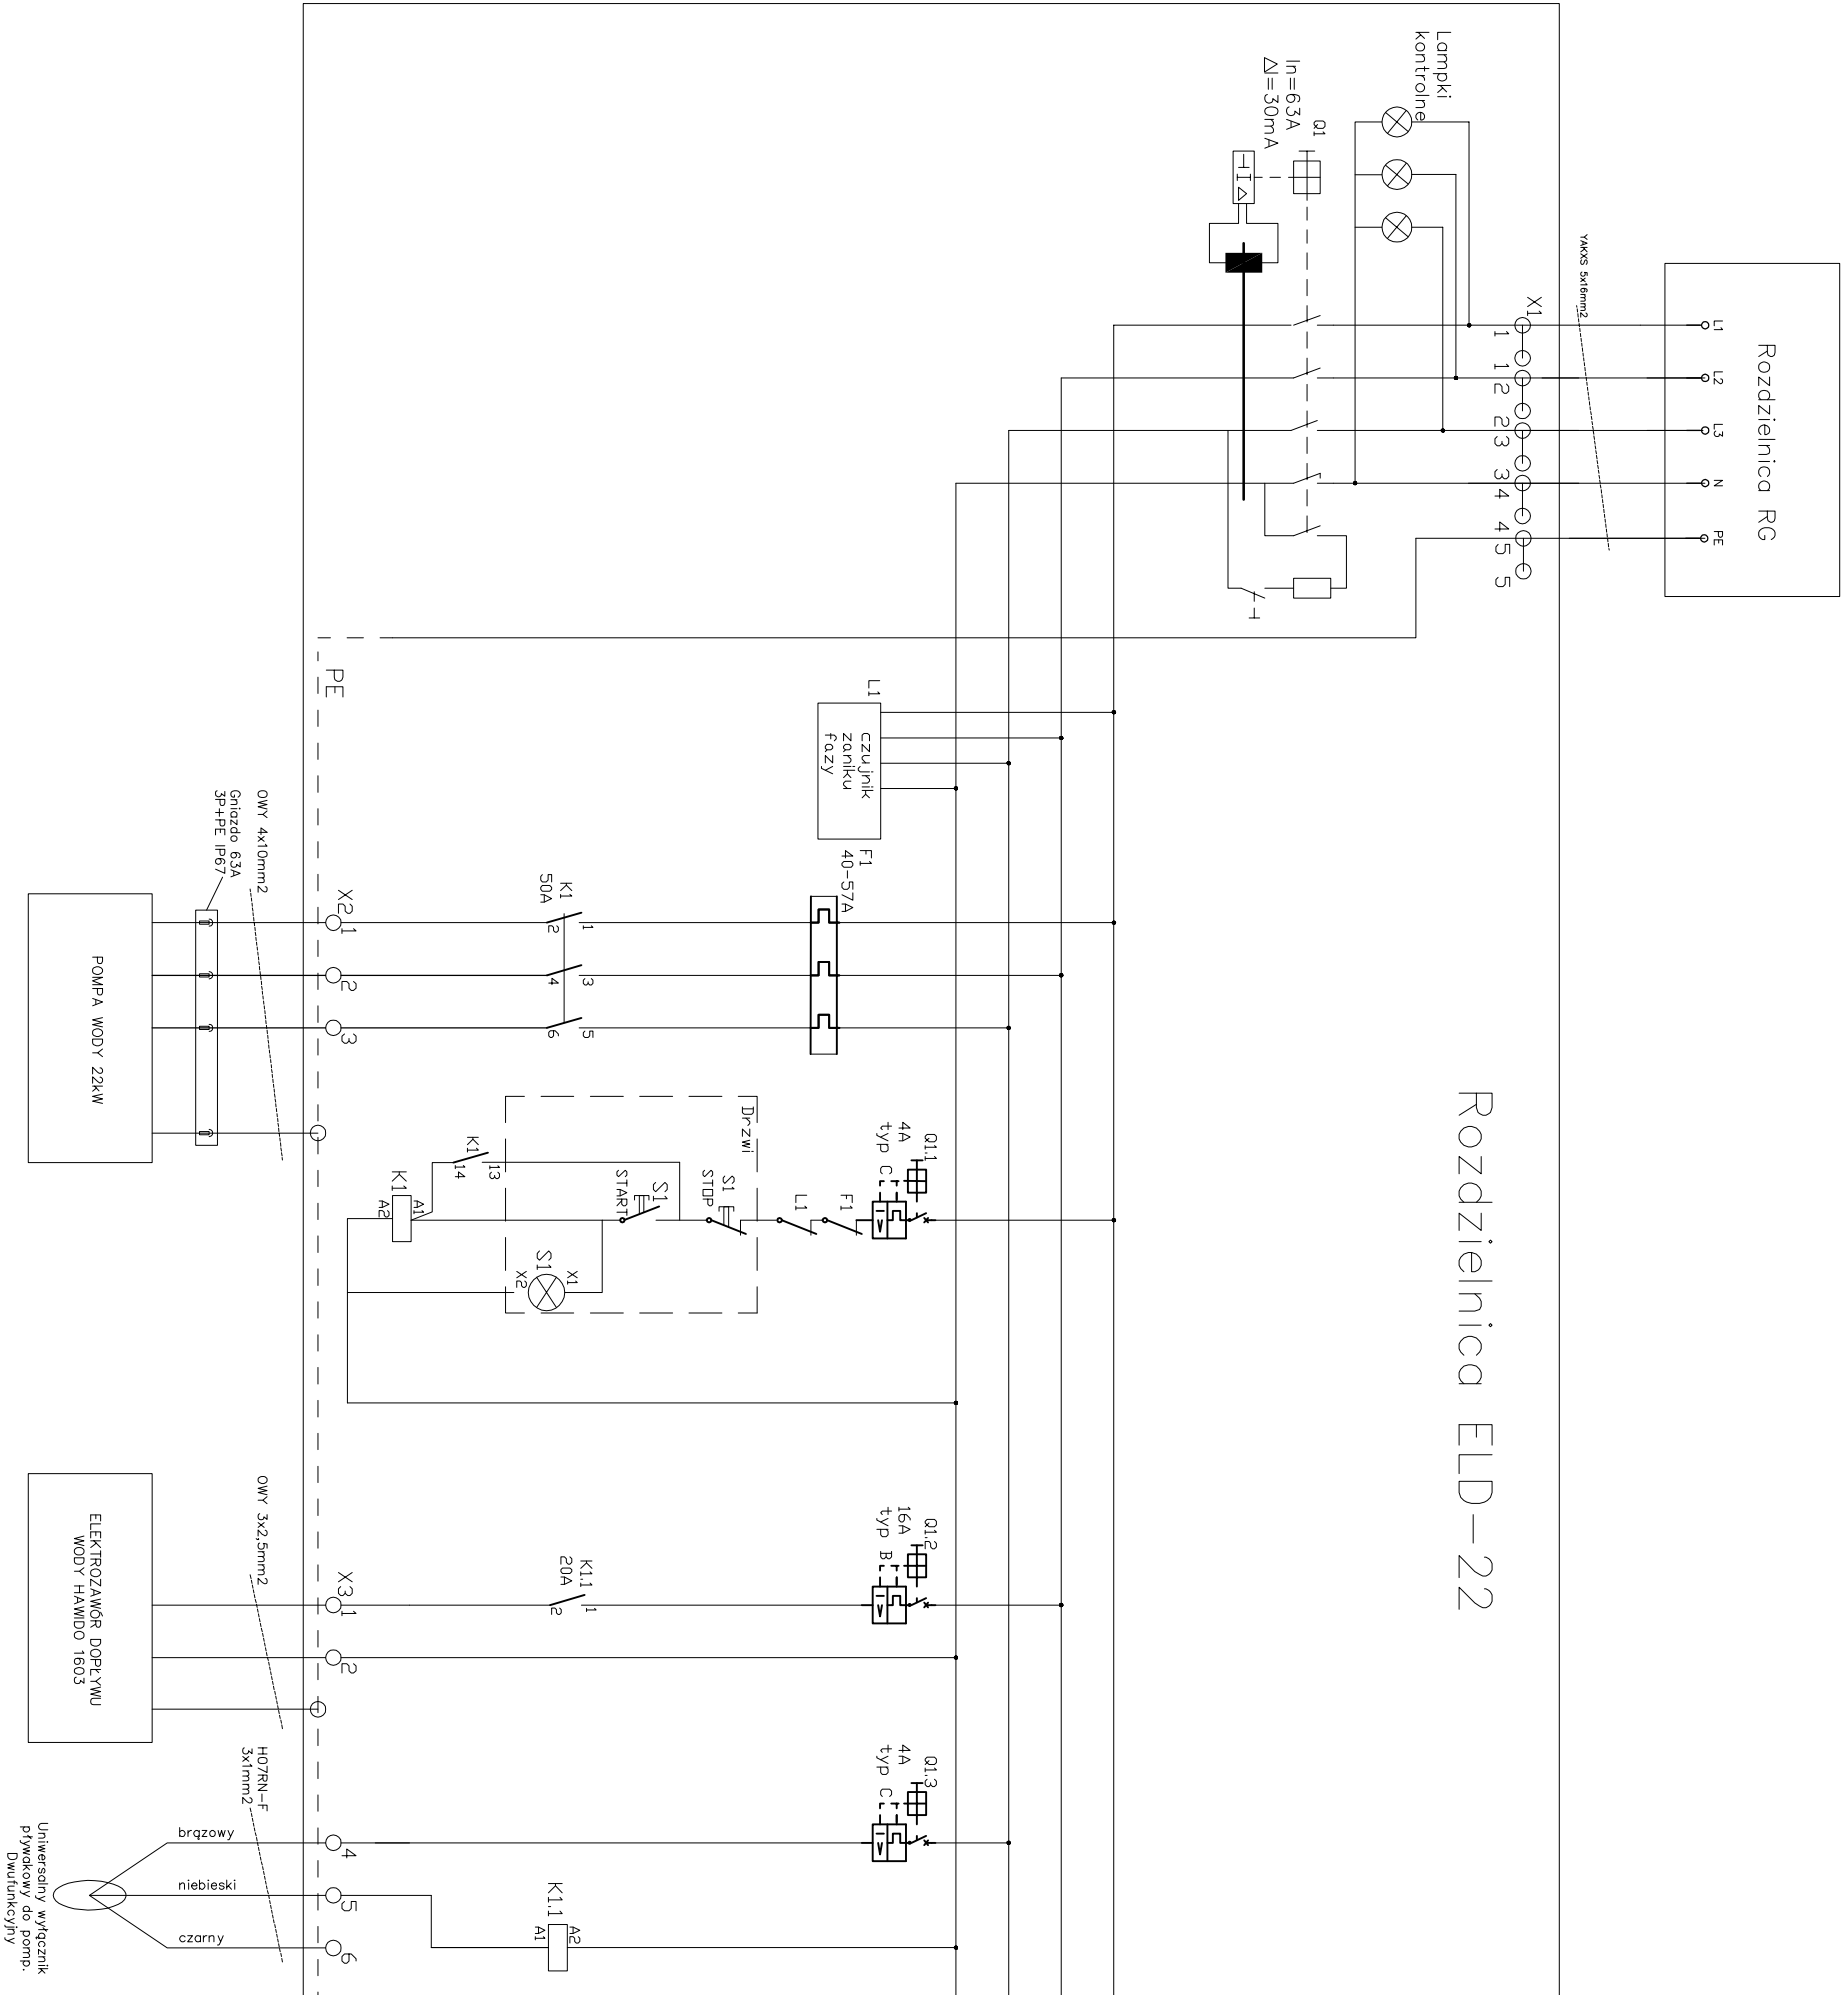 Rozdzielnica RG
L1
L2
L3
N
PE
YAKXS 5x16mm2
X1
1
1
2
2
3
3
4
4
5
5
Lampki
kontrolne
Q1
In=63A
ΔI=30mA
I Δ
Rozdzielnica ELD-22
L1
czujnik
zaniku
fazy
F1
40-57A
K1
50A
1
2
3
4
5
6
PE
X2
1
2
3
OWY 4x10mm2
Gniazdo 63A
3P+PE IP67
POMPA WODY 22kW
Q1.1
4A
typ C
I
F1
L1
Drzwi
S1
STOP
S1
START
S1
X1
X2
K1
13
14
K1
A1
A2
Q1.2
16A
typ B
I
K1.1
20A
1
2
X3
1
2
OWY 3x2,5mm2
ELEKTROZAWÓR DOPŁYWU
WODY HAWIDO 1603
Q1.3
4A
typ C
I
K1.1
A2
A1
4
5
6
H07RN-F
3x1mm2
brązowy
niebieski
czarny
Uniwersalny wyłącznik
pływakowy do pomp.
Dwufunkcyjny